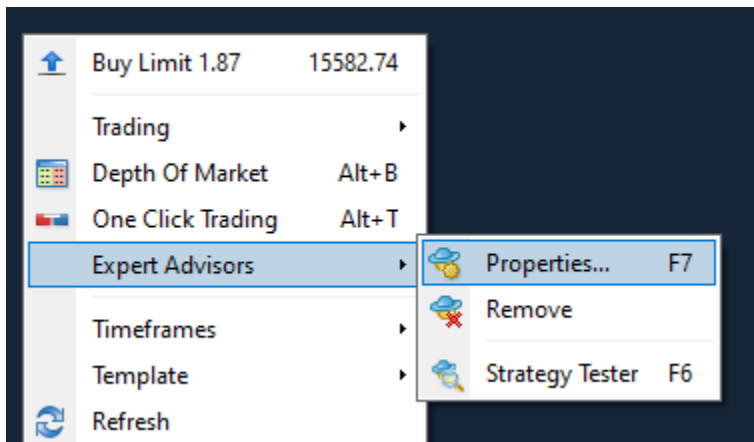 Buy Limit 1.87 15582.74
Trading
Depth Of Market Alt+B
One Click Trading Alt+T
Expert Advisors
Properties... F7
Remove
Timeframes
Strategy Tester F6
Template
Refresh